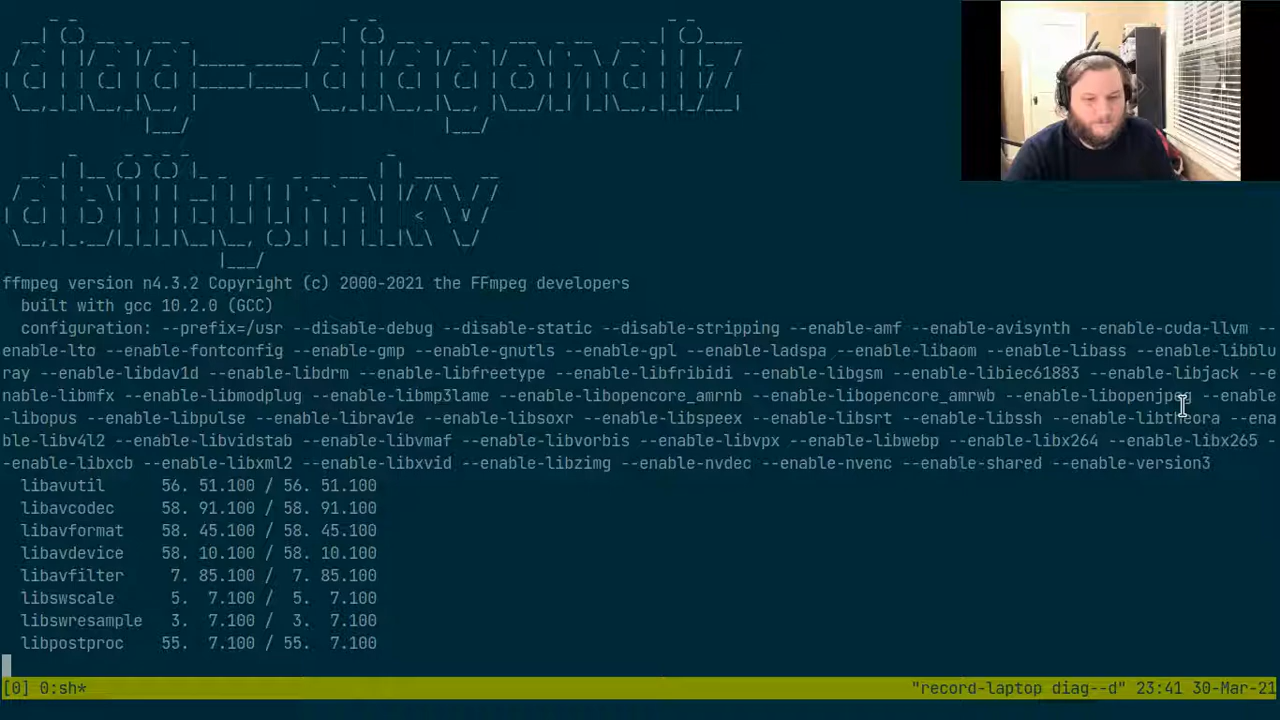 diag--diagonaliz
ability.mkv
ffmpeg version n4.3.2 Copyright (c) 2000-2021 the FFmpeg developers
built with gcc 10.2.0 (GCC)
configuration: --prefix=/usr --disable-debug --disable-static --disable-stripping --enable-amf --enable-avisynth --enable-cuda-llvm --
enable-lto --enable-fontconfig --enable-gmp --enable-gnutls --enable-gpl --enable-ladspa --enable-libaom --enable-libass --enable-libblu
ray --enable-libdav1d --enable-libdrm --enable-libfreetype --enable-libfribidi --enable-libgsm --enable-libiec61883 --enable-libjack --e
nable-libmfx --enable-libmodplug --enable-libmp3lame --enable-libopencore_amrnb --enable-libopencore_amrwb --enable-libopenjpeg --enable
-libopus --enable-libpulse --enable-librav1e --enable-libsoxr --enable-libspeex --enable-libsrt --enable-libssh --enable-libtheora --ena
ble-libv4l2 --enable-libvidstab --enable-libvmaf --enable-libvorbis --enable-libvpx --enable-libwebp --enable-libx264 --enable-libx265 -
-enable-libxcb --enable-libxml2 --enable-libxvid --enable-libzimg --enable-nvdec --enable-nvenc --enable-shared --enable-version3
libavutil 56. 51.100 / 56. 51.100
libavcodec 58. 91.100 / 58. 91.100
libavformat 58. 45.100 / 58. 45.100
libavdevice 58. 10.100 / 58. 10.100
libavfilter 7. 85.100 / 7. 85.100
libswscale 5. 7.100 / 5. 7.100
libswresample 3. 7.100 / 3. 7.100
libpostproc 55. 7.100 / 55. 7.100
[0] 0:sh* "record-laptop diag--d" 23:41 30-Mar-21